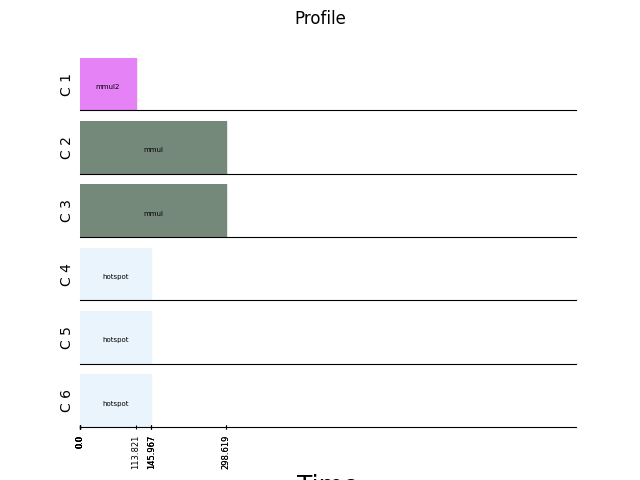 Profile
C 1
mmul2
C 2
mmul
C 3
mmul
C 4
hotspot
C 5
hotspot
C 6
hotspot
0.0
113.821
145.967
298.619
Time